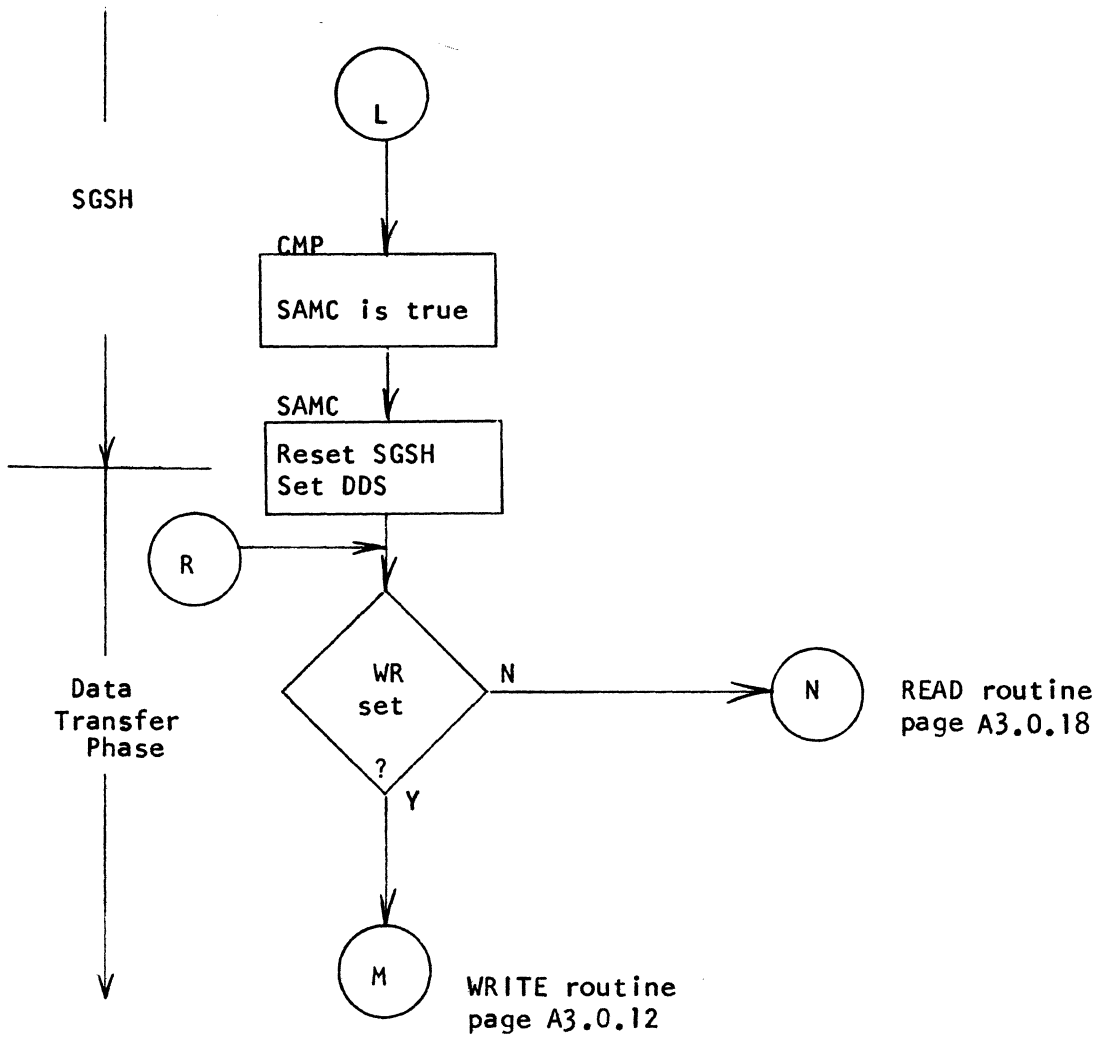 L
SGSH
CMP
SAMC is true
SAMC
Reset SGSH
Set DDS
R
WR
set
?
N
Y
N
READ routine
page A3.0.18
Data
Transfer
Phase
M
WRITE routine
page A3.0.12